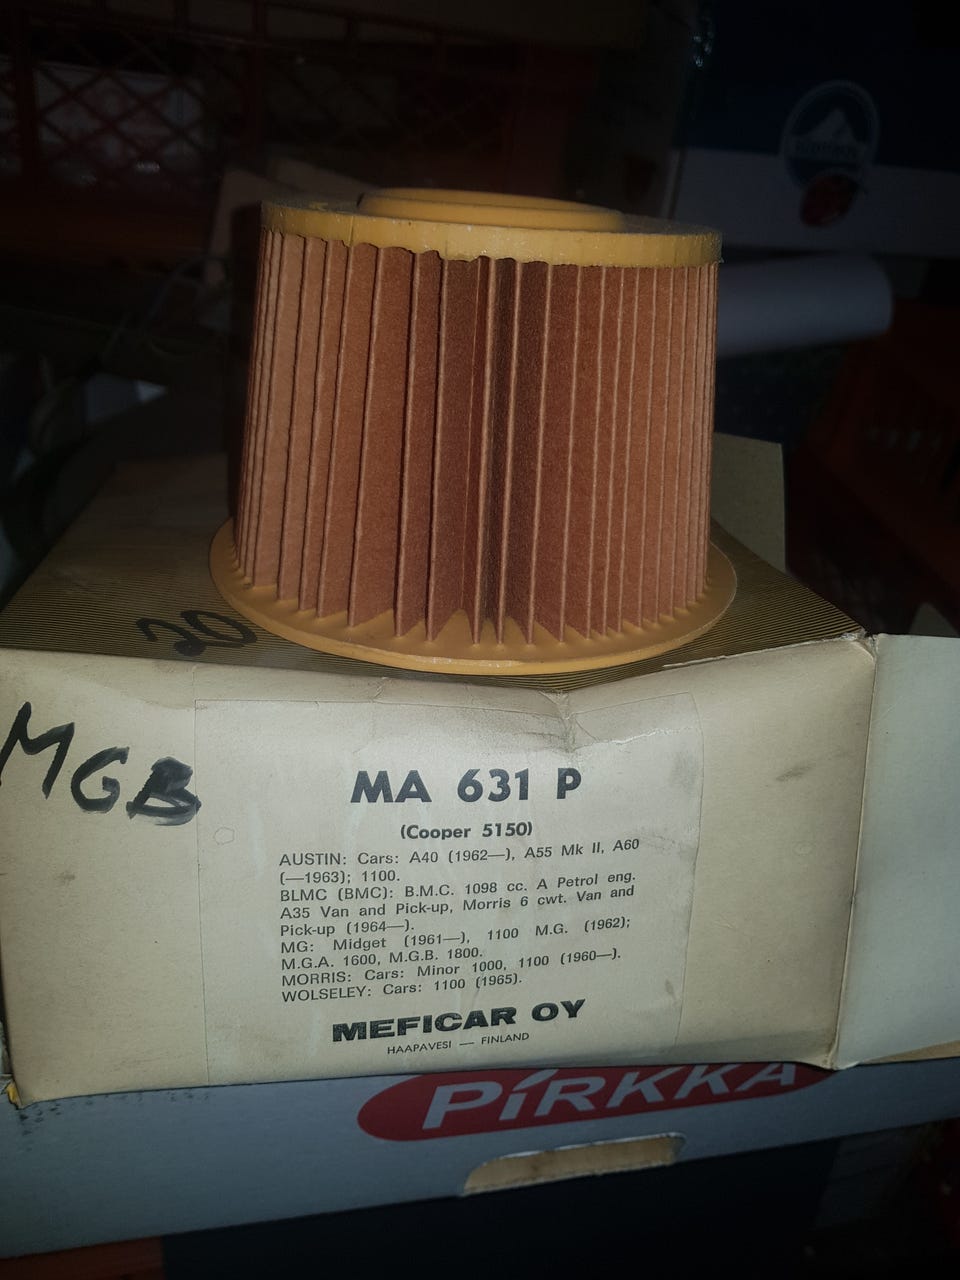 20
MGB
MA 631 P
(Cooper 5150)
AUSTIN: Cars: A40 (1962—), A55 Mk II, A60
(—1963); 1100.
BLMC (BMC): B.M.C. 1098 cc. A Petrol eng.
A35 Van and Pick-up, Morris 6 cwt. Van and
Pick-up (1964—).
MG: Midget (1961—), 1100 M.G. (1962);
M.G.A. 1600, M.G.B. 1800.
MORRIS: Cars: Minor 1000, 1100 (1960—).
WOLSELEY: Cars: 1100 (1965).
MEFICAR OY
HAAPAVESI — FINLAND
PIRKKA